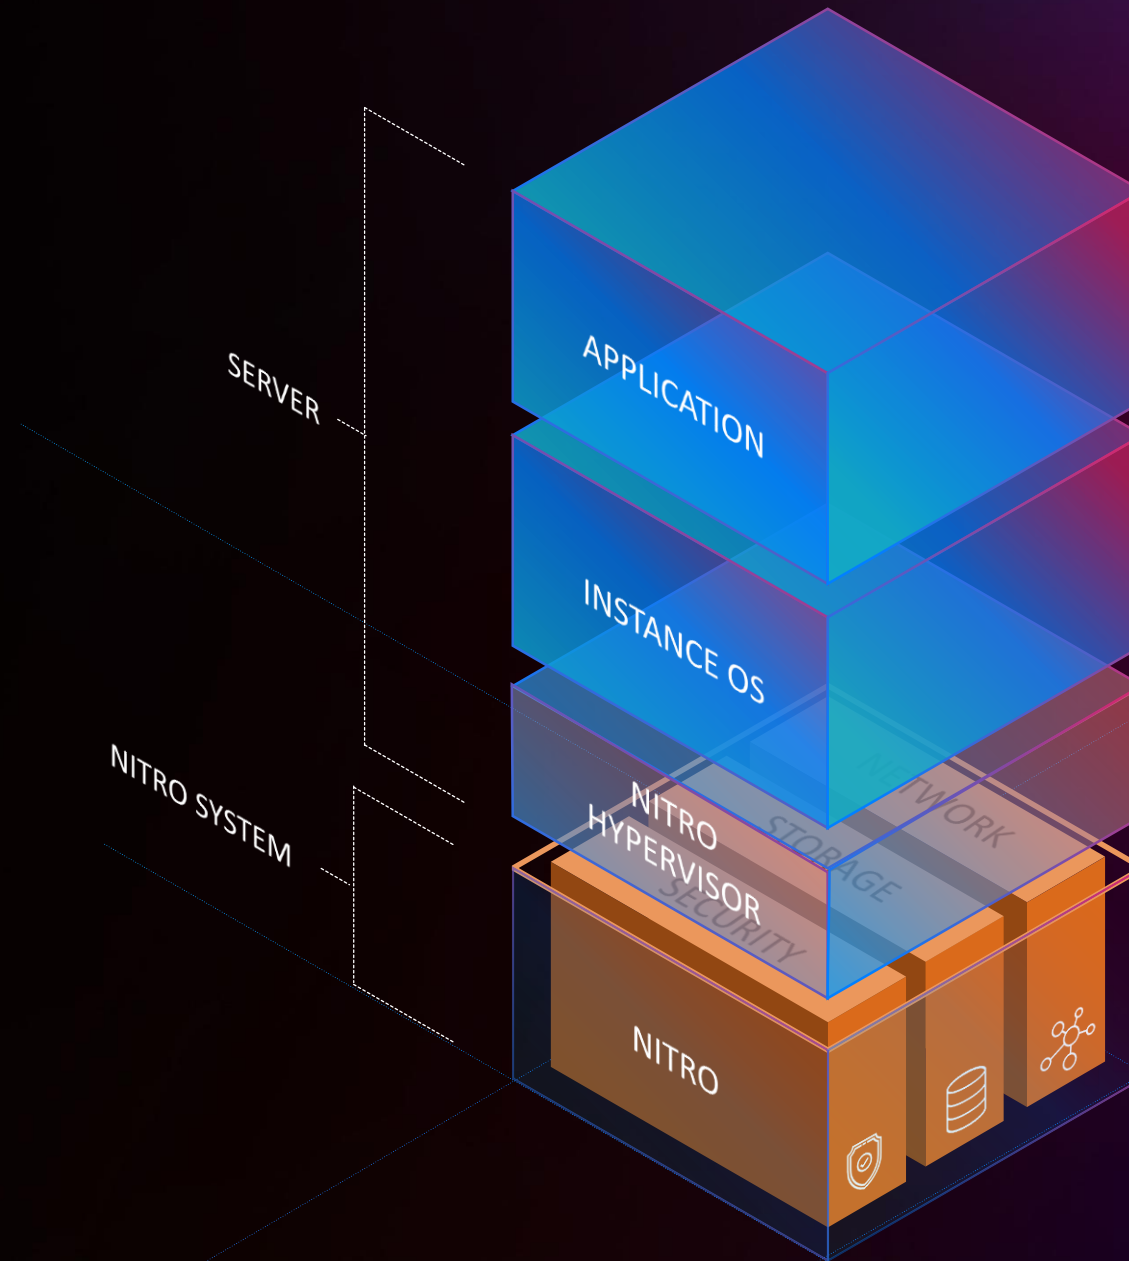 APPLICATION
SERVER
INSTANCE OS
NITRO SYSTEM
NETWORK
STORAGE
NITRO
HYPERVISOR
SECURITY
NITRO